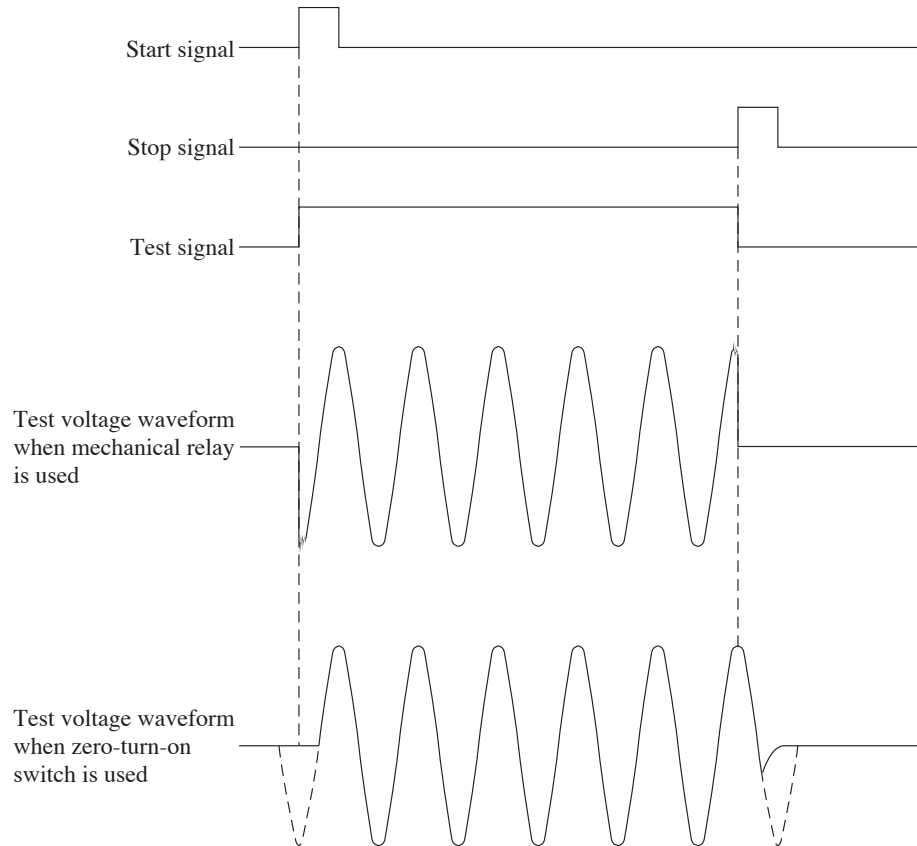 Start signal
Stop signal
Test signal
Test voltage waveform
when mechanical relay
is used
Test voltage waveform
when zero-turn-on
switch is used